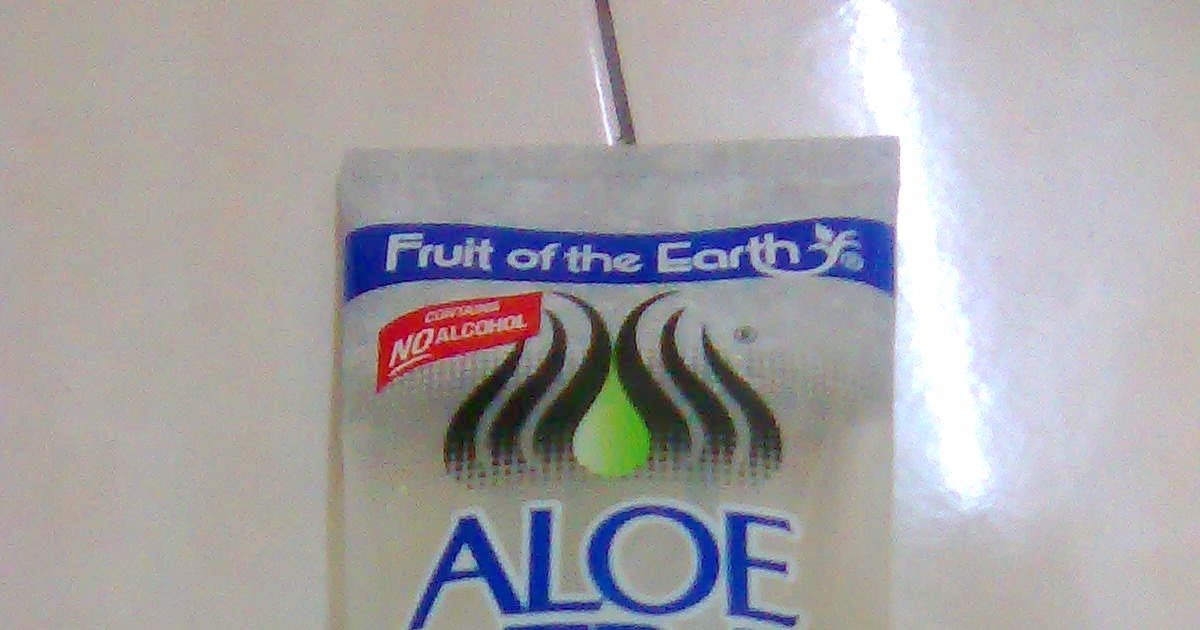 Fruit of the Earth ®
CONTAINS
NO ALCOHOL
®
ALOE